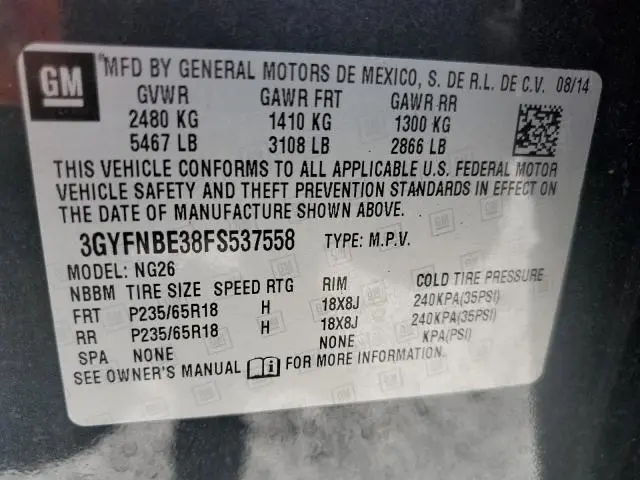 GM "MFD BY GENERAL MOTORS DE MEXICO, S. DE R.L. DE C.V. 08/14
GVWR GAWR FRT GAWR RR
2480 KG 1410 KG 1300 KG
5467 LB 3108 LB 2866 LB
THIS VEHICLE CONFORMS TO ALL APPLICABLE U.S. FEDERAL MOTOR
VEHICLE SAFETY AND THEFT PREVENTION STANDARDS IN EFFECT ON
THE DATE OF MANUFACTURE SHOWN ABOVE.
3GYFNBE38FS537558 TYPE: M.P.V.
MODEL: NG26
NBBM TIRE SIZE SPEED RTG RIM COLD TIRE PRESSURE
FRT P235/65R18 H 18X8J 240KPA(35PSI)
RR P235/65R18 H 18X8J 240KPA(35PSI)
SPA NONE NONE KPA(PSI)
SEE OWNER'S MANUAL i FOR MORE INFORMATION.